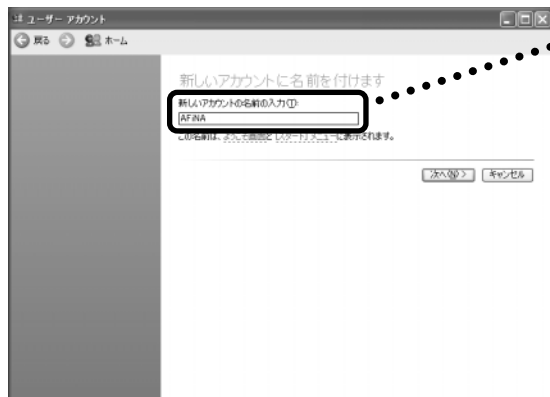 ユーザー アカウント
戻る ホーム
新しいアカウントに名前を付けます
新しいアカウントの名前の入力(T):
AFiNA
この名前は、ようこそ画面と [スタート] メニューに表示されます。
次へ(N) > キャンセル